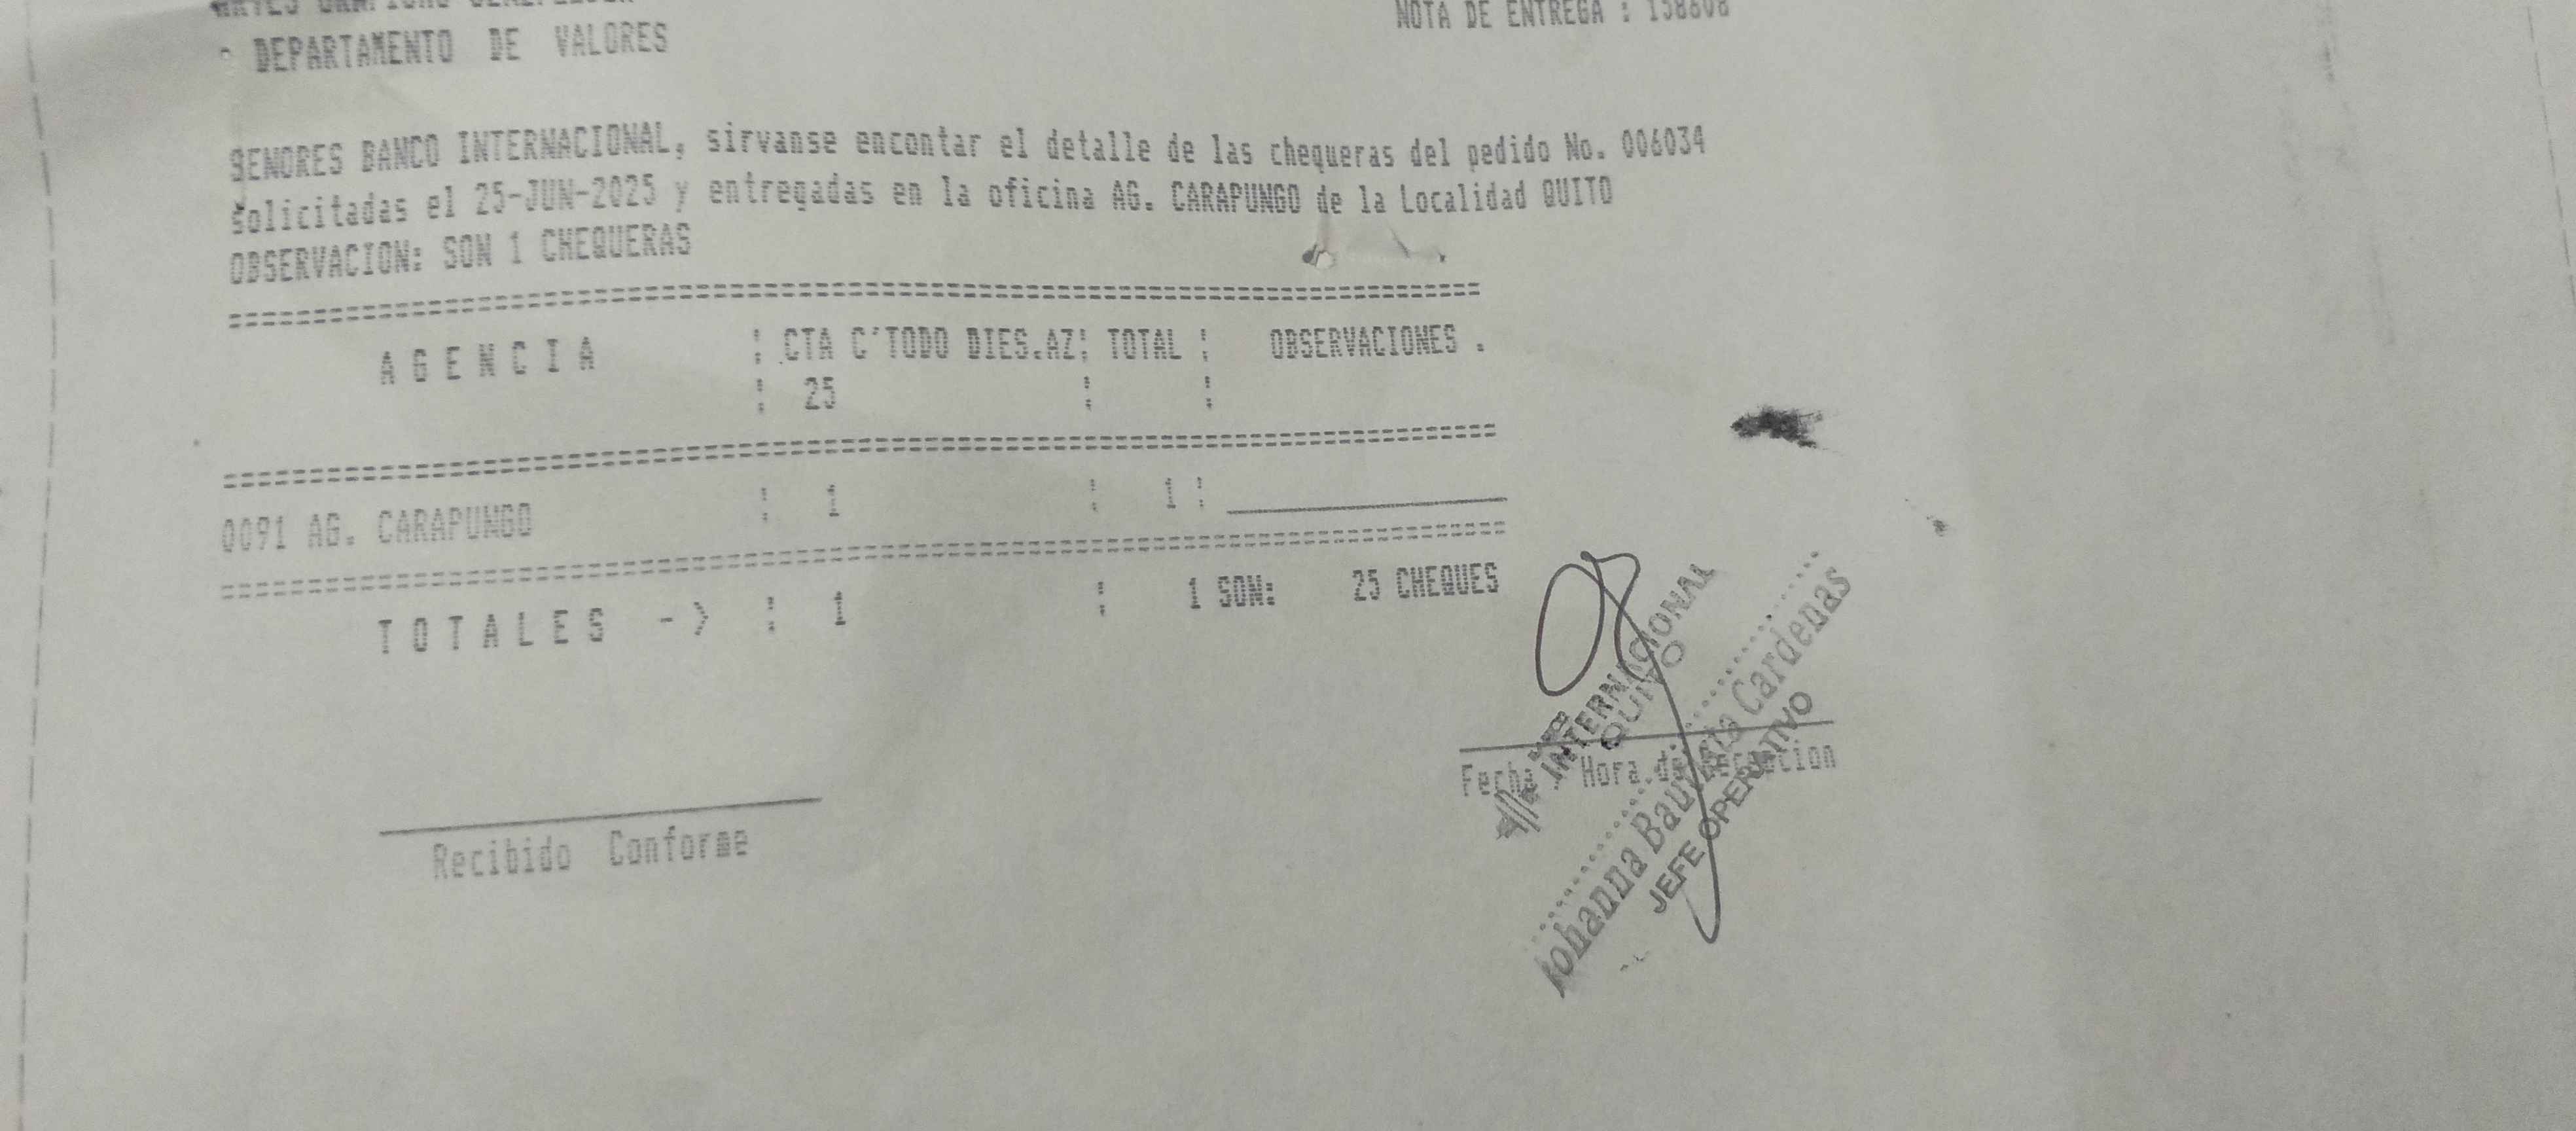 NOTA DE ENTREGA : 158608
DEPARTAMENTO DE VALORES
SENORES BANCO INTERNACIONAL, sirvanse encontar el detalle de las chequeras del pedido No. 006034
solicitadas el 25-JUN-2025 y entregadas en la oficina AG. CARAPUNGO de la Localidad QUITO
OBSERVACION: SON 1 CHEQUERAS
A G E N C I A : CTA C'TODO DIES.AZ: TOTAL : OBSERVACIONES .
: 25 : :
0091 AG. CARAPUNGO : 1 : 1 :
T O T A L E S -> : 1 : 1 SON: 25 CHEQUES
INTERNACIONAL
QUITO
Fecha y Hora de Recepcion
Johanna Bautista Cardenas
JEFE OPERATIVO
Recibido Conforme